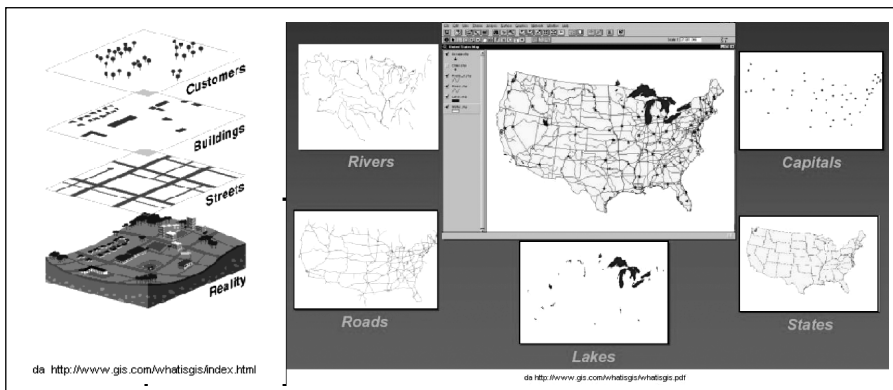 Customers
Buildings
Streets
Reality
da http://www.gis.com/whatisgis/index.html
Rivers
Capitals
Roads
Lakes
States
da http://www.gis.com/whatisgis/whatisgis.pdf